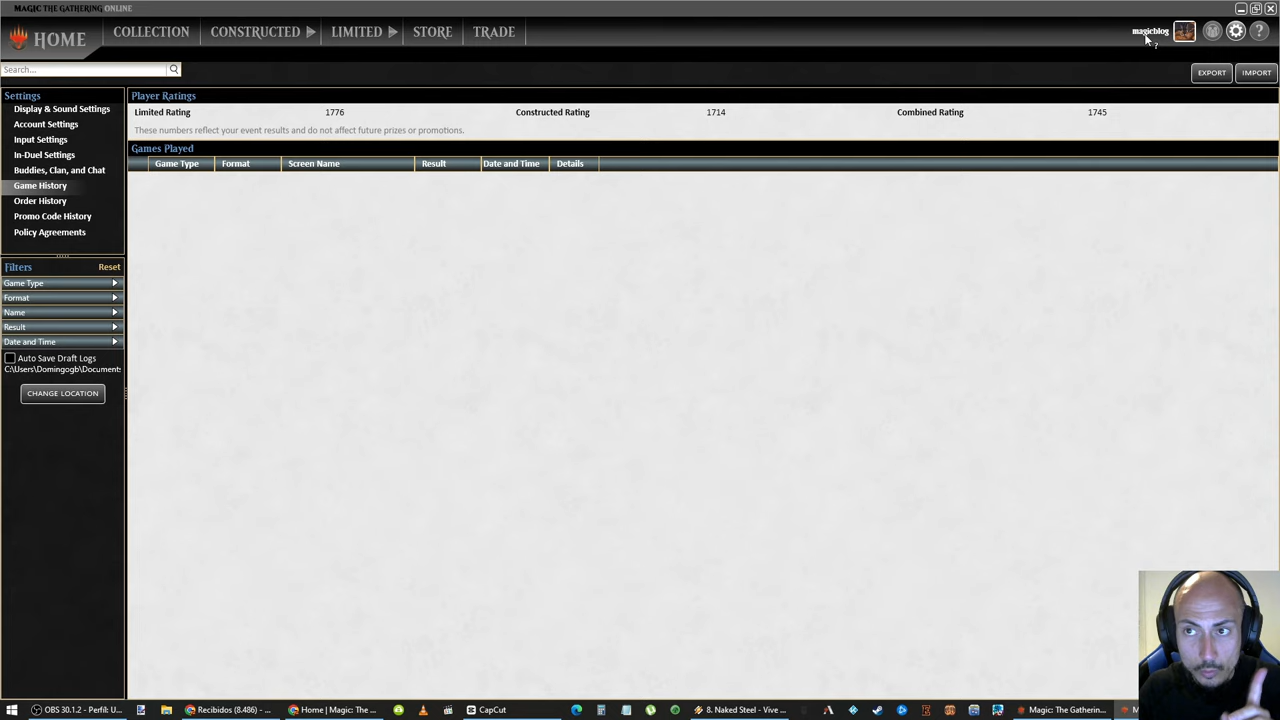 MAGIC THE GATHERING ONLINE
HOME
COLLECTION
CONSTRUCTED
LIMITED
STORE
TRADE
magicblog
?
Search...
EXPORT
IMPORT
Settings
Display & Sound Settings
Account Settings
Input Settings
In-Duel Settings
Buddies, Clan, and Chat
Game History
Order History
Promo Code History
Policy Agreements
Filters
Reset
Game Type
Format
Name
Result
Date and Time
Auto Save Draft Logs
C:\Users\Domingogb\Documents
CHANGE LOCATION
Player Ratings
Limited Rating 1776 Constructed Rating 1714 Combined Rating 1745
These numbers reflect your event results and do not affect future prizes or promotions.
Games Played
Game Type Format Screen Name Result Date and Time Details
OBS 30.1.2 - Perfil: U...
Recibidos (8.486) - ...
Home | Magic: The ...
CapCut
8. Naked Steel - Vive ...
Magic: The Gatherin...
M